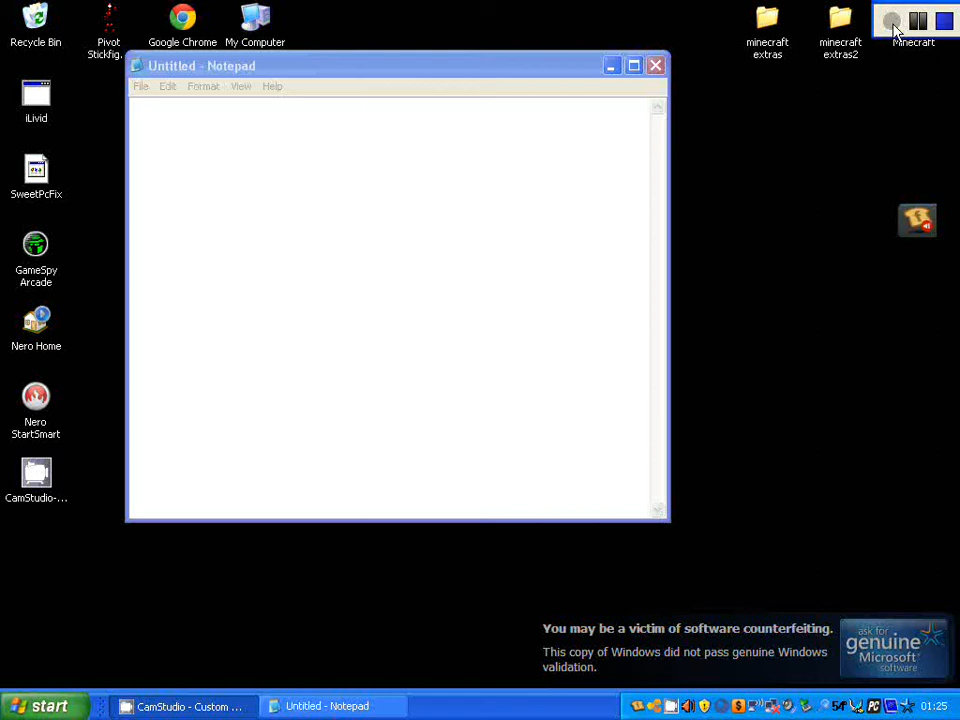 Recycle Bin
Pivot
Stickfig..
Google Chrome
My Computer
minecraft
extras
minecraft
extras2
Minecraft
Untitled - Notepad
File Edit Format View Help
iLivid
SweetPcFix
GameSpy
Arcade
Nero Home
Nero
StartSmart
CamStudio-...
You may be a victim of software counterfeiting.
This copy of Windows did not pass genuine Windows
validation.
ask for
genuine
Microsoft
software
start
CamStudio - Custom ...
Untitled - Notepad
54°
PC
01:25